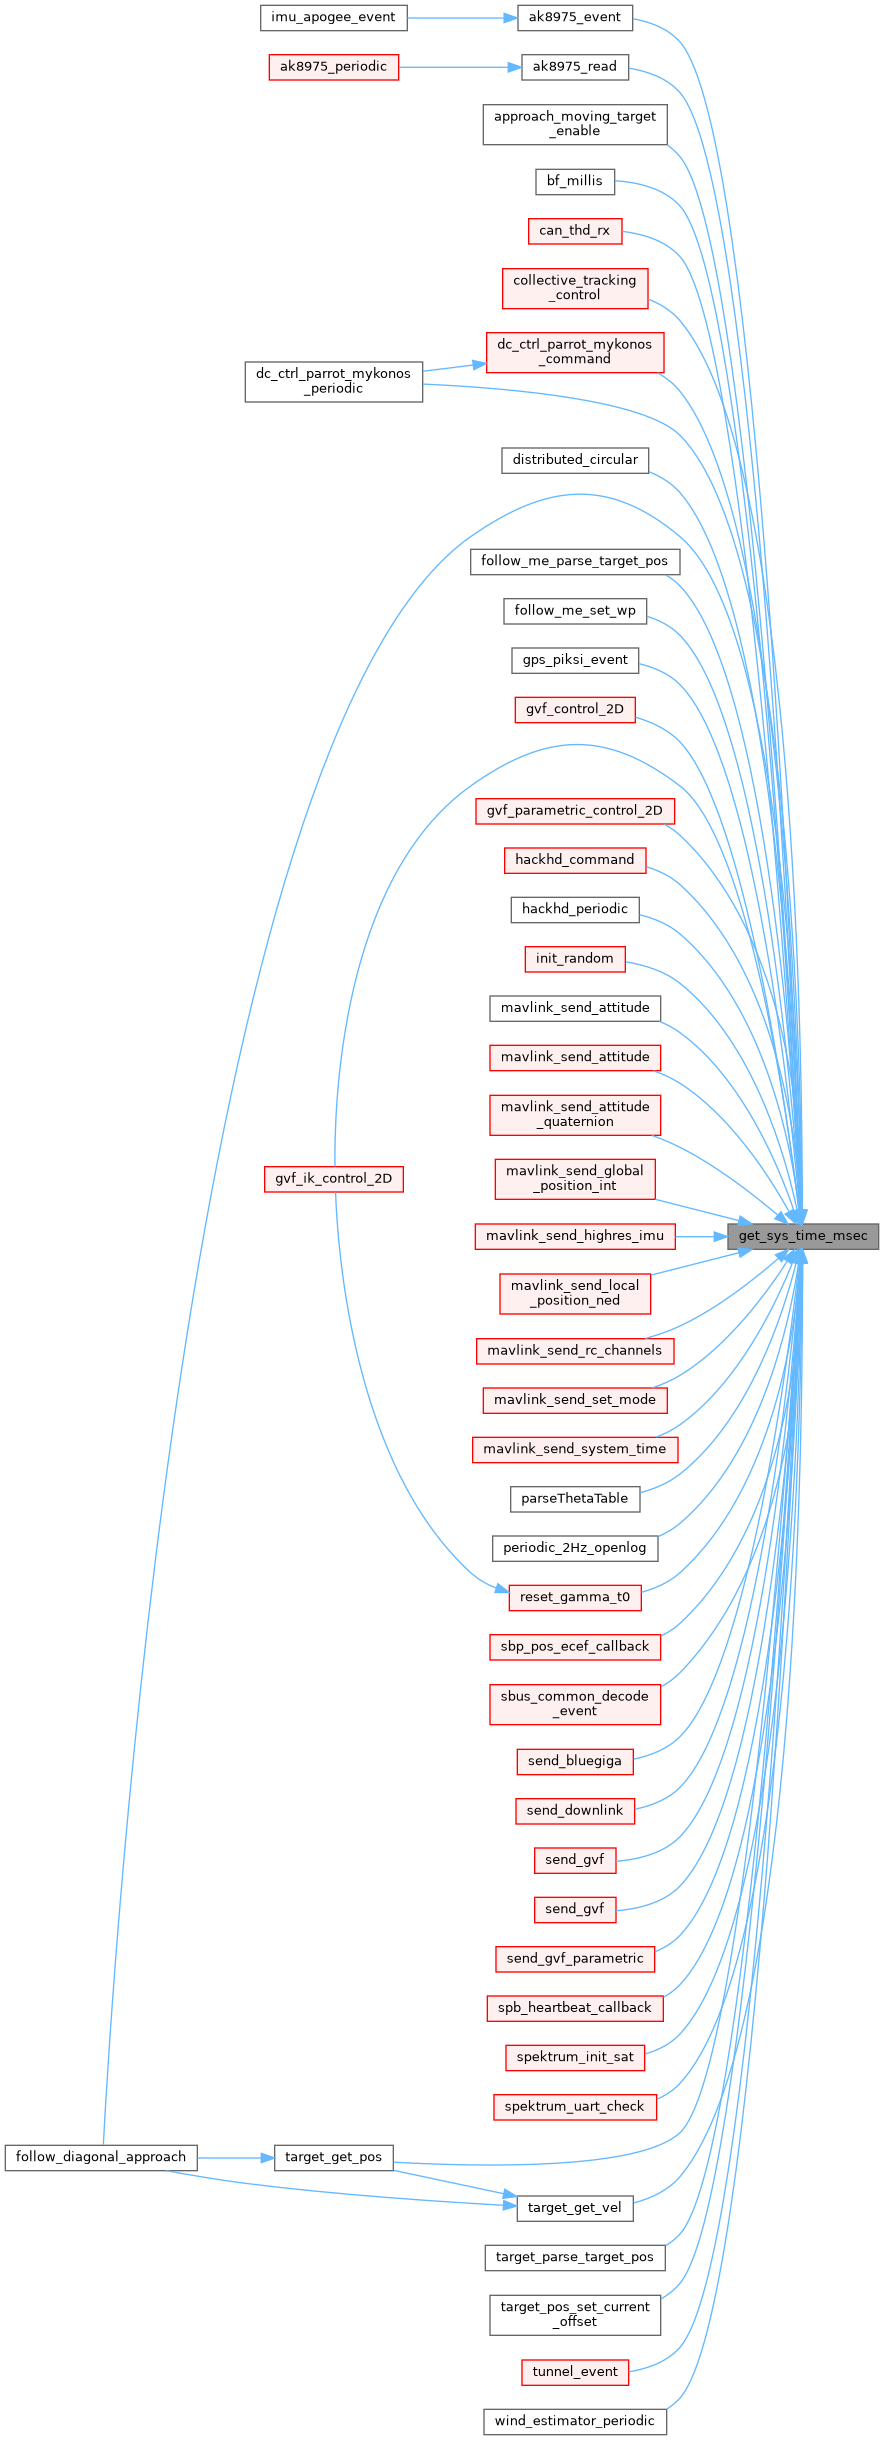 imu_apogee_event
ak8975_event
ak8975_periodic
ak8975_read
approach_moving_target
_enable
bf_millis
can_thd_rx
collective_tracking
_control
dc_ctrl_parrot_mykonos
_command
dc_ctrl_parrot_mykonos
_periodic
distributed_circular
follow_me_parse_target_pos
follow_me_set_wp
gps_piksi_event
gvf_control_2D
gvf_parametric_control_2D
hackhd_command
hackhd_periodic
init_random
mavlink_send_attitude
mavlink_send_attitude
mavlink_send_attitude
_quaternion
mavlink_send_global
_position_int
gvf_ik_control_2D
mavlink_send_highres_imu
get_sys_time_msec
mavlink_send_local
_position_ned
mavlink_send_rc_channels
mavlink_send_set_mode
mavlink_send_system_time
parseThetaTable
periodic_2Hz_openlog
reset_gamma_t0
sbp_pos_ecef_callback
sbus_common_decode
_event
send_bluegiga
send_downlink
send_gvf
send_gvf
send_gvf_parametric
spb_heartbeat_callback
spektrum_init_sat
spektrum_uart_check
follow_diagonal_approach
target_get_pos
target_get_vel
target_parse_target_pos
target_pos_set_current
_offset
tunnel_event
wind_estimator_periodic